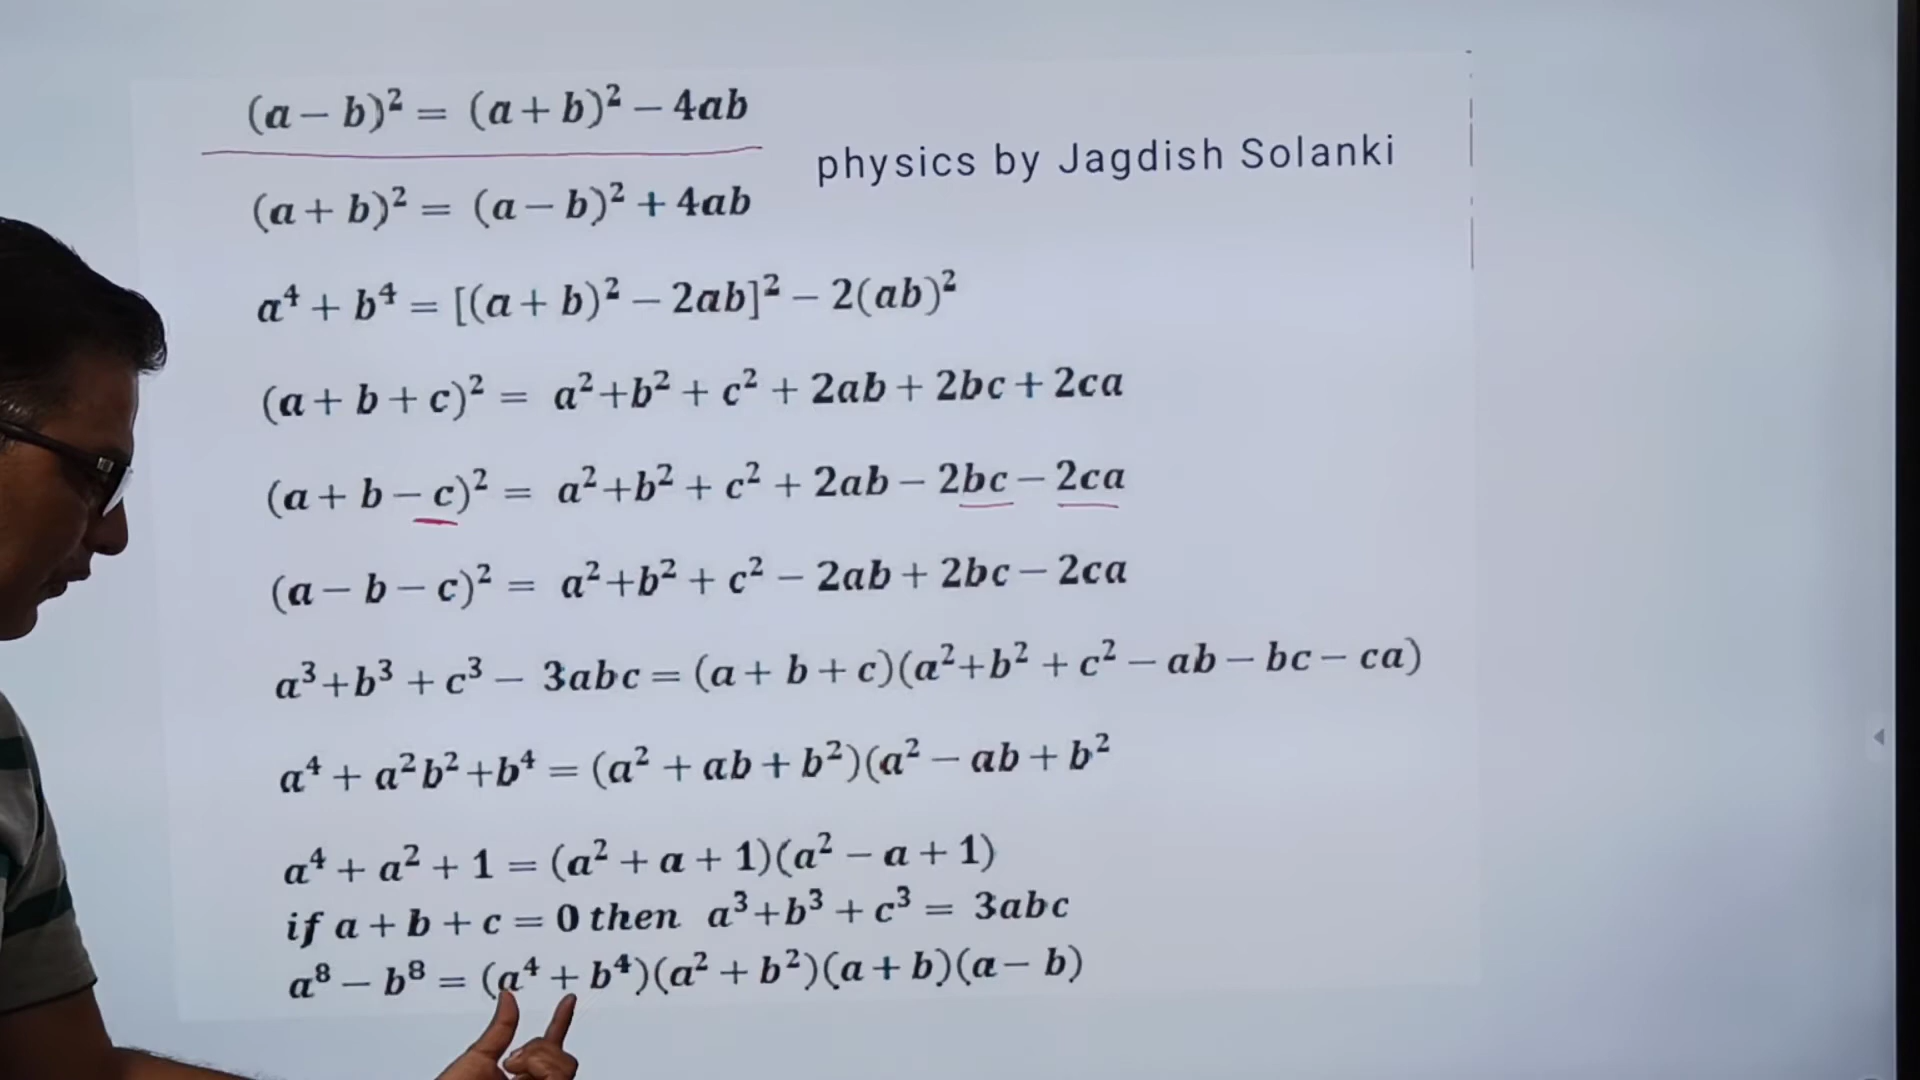 (a − b)² = (a + b)² − 4ab
physics by Jagdish Solanki
(a + b)² = (a − b)² + 4ab
a⁴ + b⁴ = [(a + b)² − 2ab]² − 2(ab)²
(a + b + c)² = a²+b² + c² + 2ab + 2bc + 2ca
(a + b − c)² = a²+b² + c² + 2ab − 2bc − 2ca
(a − b − c)² = a²+b² + c² − 2ab + 2bc − 2ca
a³+b³ + c³ − 3abc = (a + b + c)(a²+b² + c² − ab − bc − ca)
a⁴ + a²b²+b⁴ = (a² + ab + b²)(a² − ab + b²
a⁴ + a² + 1 = (a² + a + 1)(a² − a + 1)
if a + b + c = 0 then a³+b³ + c³ = 3abc
a⁸ − b⁸ = (a⁴ + b⁴)(a² + b²)(a + b)(a − b)